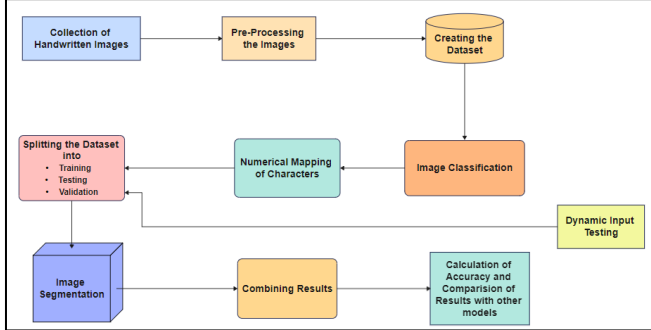 Collection of
Handwritten Images
Pre-Processing
the Images
Creating the
Dataset
Splitting the Dataset
into
• Training
• Testing
• Validation
Numerical Mapping
of Characters
Image Classification
Dynamic Input
Testing
Image
Segmentation
Combining Results
Calculation of
Accuracy and
Comparision of
Results with other
models